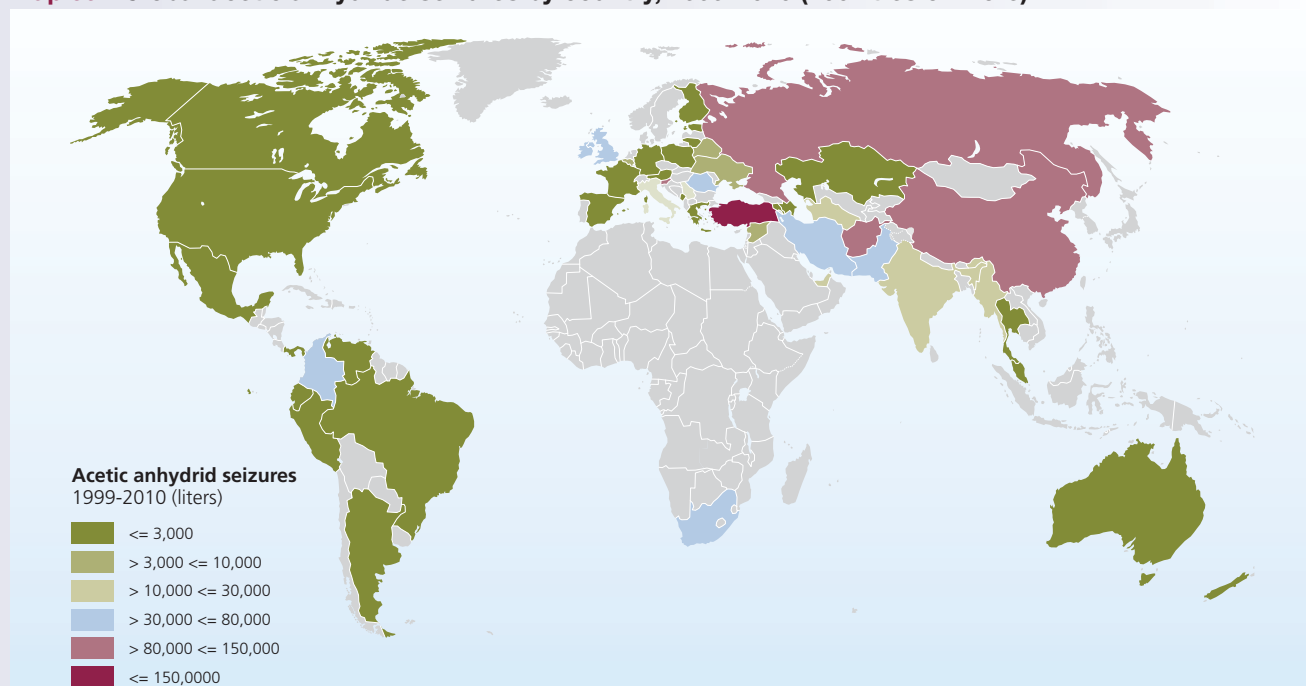 Acetic anhydrid seizures
1999-2010 (liters)
<= 3,000
> 3,000 <= 10,000
> 10,000 <= 30,000
> 30,000 <= 80,000
> 80,000 <= 150,000
<= 150,0000